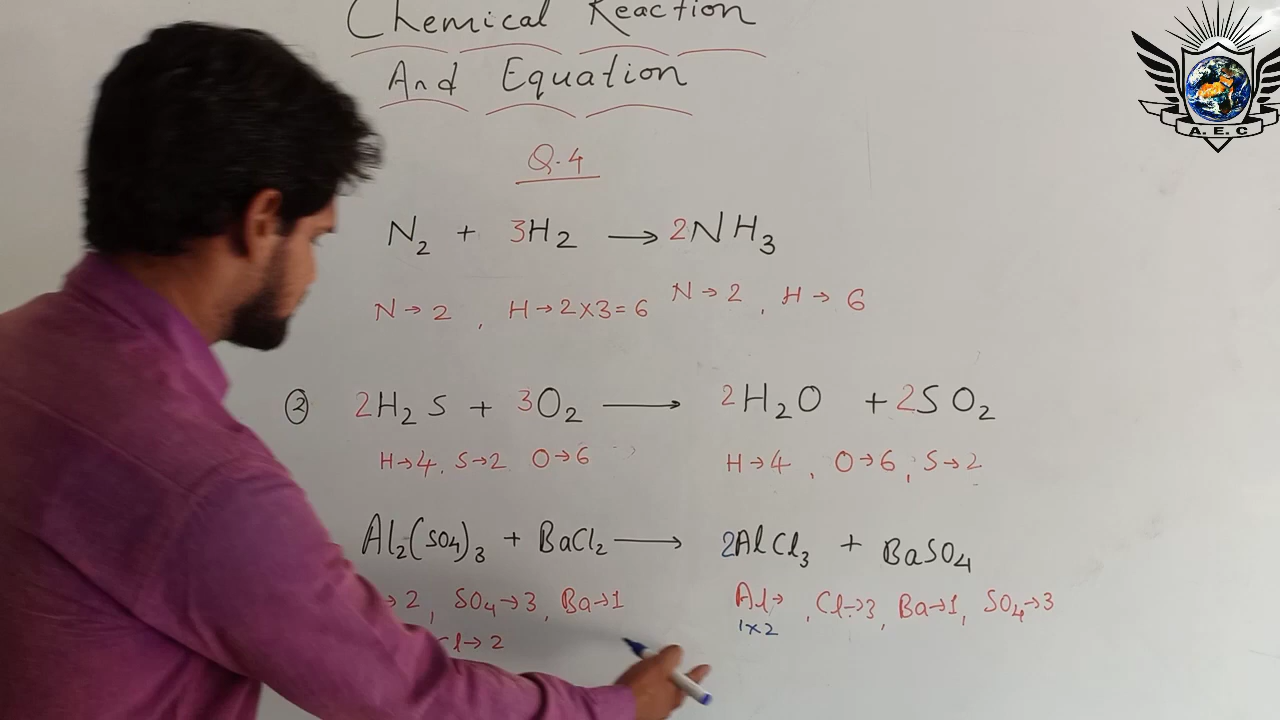 Chemical Reaction
And Equation
A. E. C
Q.4
N₂ + 3H₂ → 2NH₃
N→2 , H→2×3=6 N→2 , H→ 6
② 2H₂S + 3O₂ → 2H₂O + 2SO₂
H→4, S→2 O→6 H→4 , O→6, S→2
Al₂(SO₄)₃ + BaCl₂ → 2AlCl₃ + BaSO₄
→2, SO₄→3, Ba→1 Al→ , Cl→3, Ba→1, SO₄→3
l→2 1×2